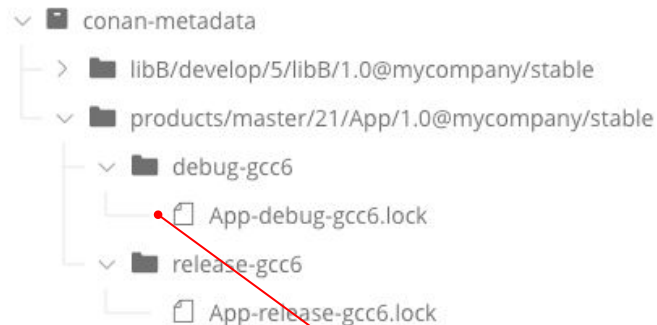 conan-metadata
libB/develop/5/libB/1.0@mycompany/stable
products/master/21/App/1.0@mycompany/stable
debug-gcc6
App-debug-gcc6.lock
release-gcc6
App-release-gcc6.lock